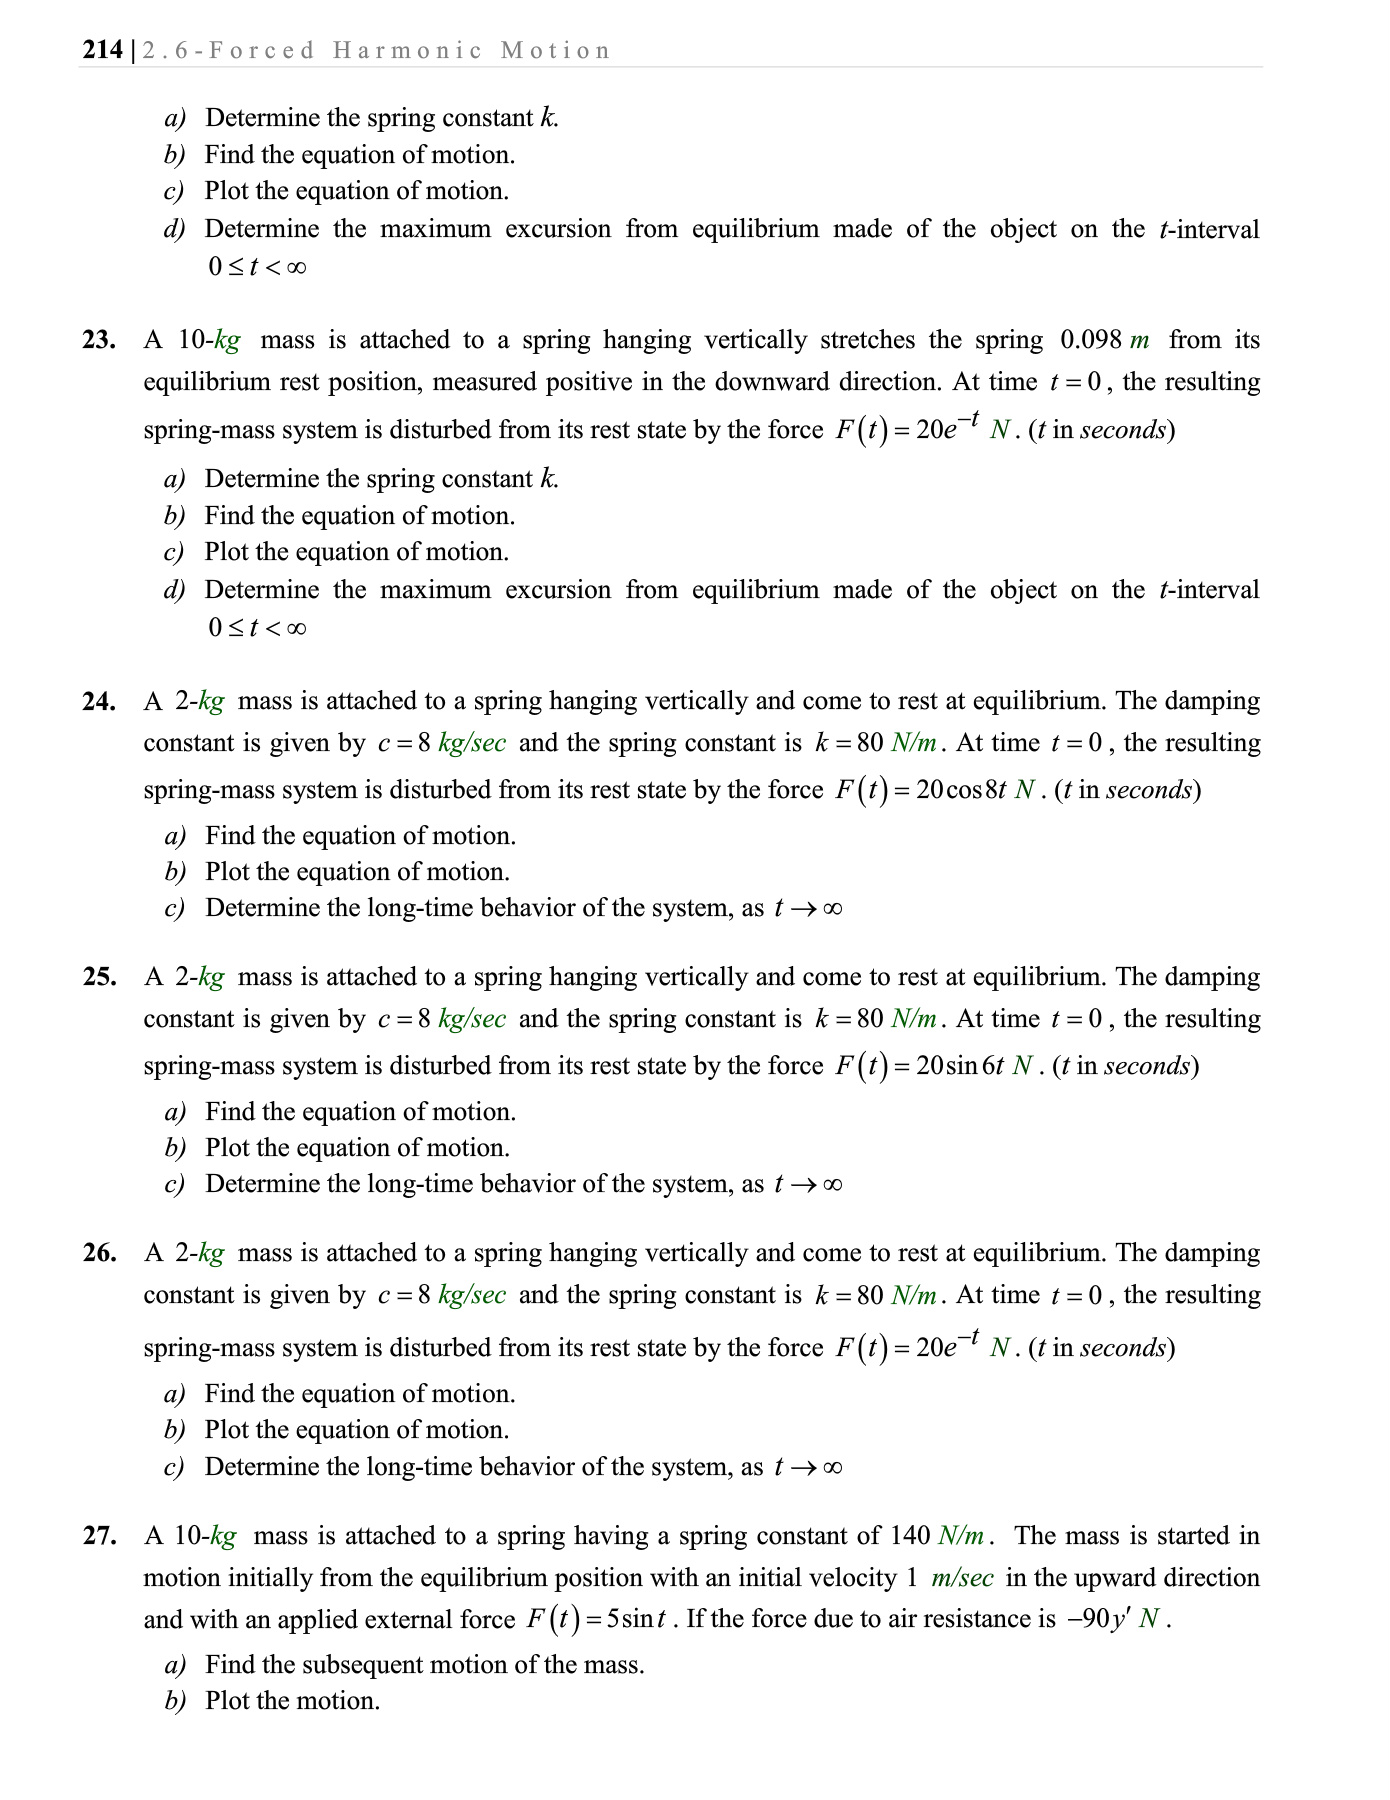 214 | 2.6-Forced Harmonic Motion
a) Determine the spring constant k.
b) Find the equation of motion.
c) Plot the equation of motion.
d) Determine the maximum excursion from equilibrium made of the object on the t-interval
0 ≤ t < ∞
23. A 10-kg mass is attached to a spring hanging vertically stretches the spring 0.098 m from its
equilibrium rest position, measured positive in the downward direction. At time t = 0, the resulting
spring-mass system is disturbed from its rest state by the force F(t) = 20e^{-t} N. (t in seconds)
a) Determine the spring constant k.
b) Find the equation of motion.
c) Plot the equation of motion.
d) Determine the maximum excursion from equilibrium made of the object on the t-interval
0 ≤ t < ∞
24. A 2-kg mass is attached to a spring hanging vertically and come to rest at equilibrium. The damping
constant is given by c = 8 kg/sec and the spring constant is k = 80 N/m. At time t = 0, the resulting
spring-mass system is disturbed from its rest state by the force F(t) = 20cos8t N. (t in seconds)
a) Find the equation of motion.
b) Plot the equation of motion.
c) Determine the long-time behavior of the system, as t → ∞
25. A 2-kg mass is attached to a spring hanging vertically and come to rest at equilibrium. The damping
constant is given by c = 8 kg/sec and the spring constant is k = 80 N/m. At time t = 0, the resulting
spring-mass system is disturbed from its rest state by the force F(t) = 20sin6t N. (t in seconds)
a) Find the equation of motion.
b) Plot the equation of motion.
c) Determine the long-time behavior of the system, as t → ∞
26. A 2-kg mass is attached to a spring hanging vertically and come to rest at equilibrium. The damping
constant is given by c = 8 kg/sec and the spring constant is k = 80 N/m. At time t = 0, the resulting
spring-mass system is disturbed from its rest state by the force F(t) = 20e^{-t} N. (t in seconds)
a) Find the equation of motion.
b) Plot the equation of motion.
c) Determine the long-time behavior of the system, as t → ∞
27. A 10-kg mass is attached to a spring having a spring constant of 140 N/m. The mass is started in
motion initially from the equilibrium position with an initial velocity 1 m/sec in the upward direction
and with an applied external force F(t) = 5sint. If the force due to air resistance is −90y′ N.
a) Find the subsequent motion of the mass.
b) Plot the motion.